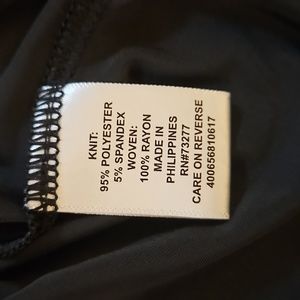 KNIT:
95% POLYESTER
5% SPANDEX
WOVEN:
100% RAYON
MADE IN
PHILIPPINES
RN#73277
CARE ON REVERSE
400656810617